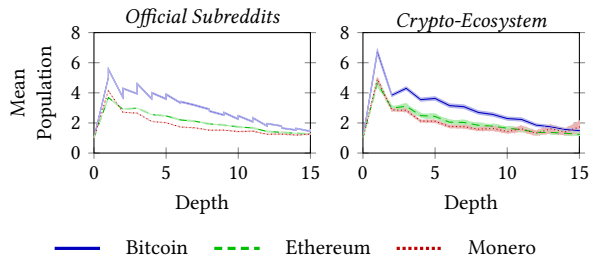 Official Subreddits
Crypto-Ecosystem
Mean
Population
8
6
4
2
0
0
5
10
15
Depth
8
6
4
2
0
0
5
10
15
Depth
Bitcoin
Ethereum
Monero